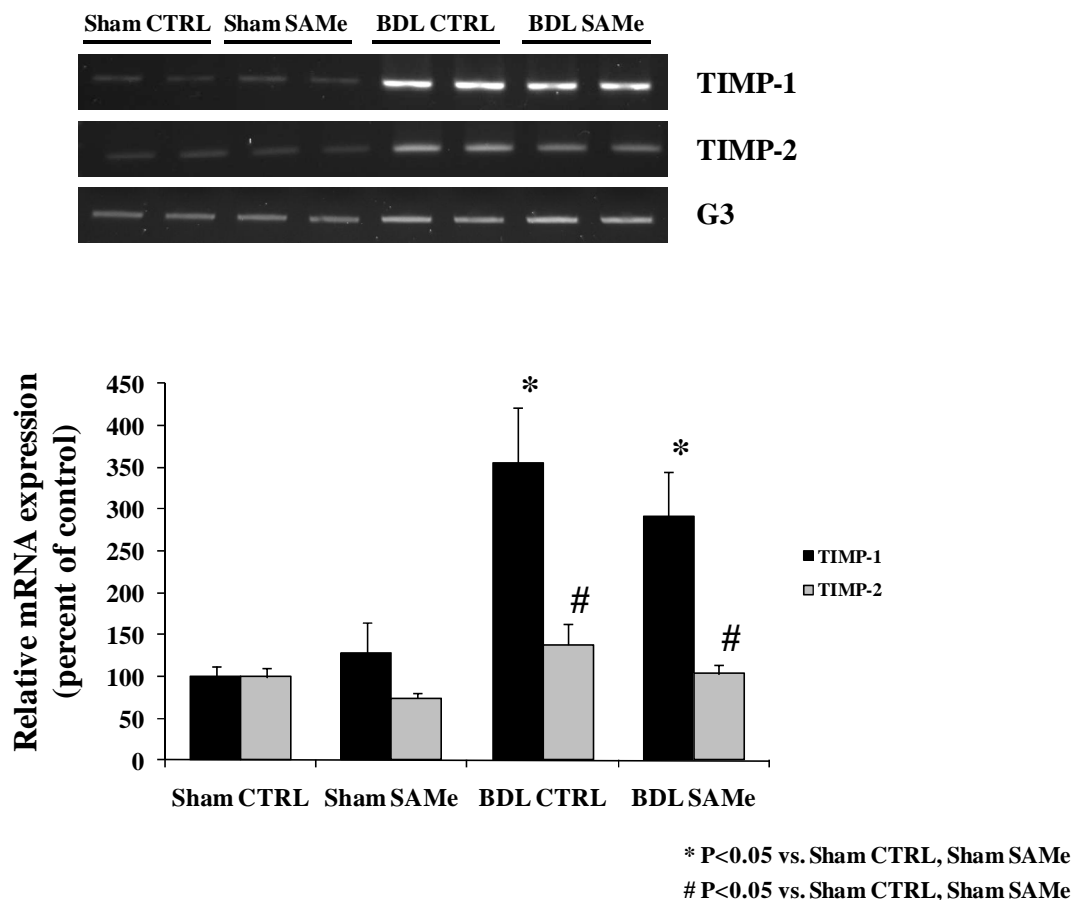 Sham CTRL Sham SAMe BDL CTRL BDL SAMe
TIMP-1
TIMP-2
G3
Relative mRNA expression
(percent of control)
450
400
350
300
250
200
150
100
50
0
*
*
#
#
TIMP-1
TIMP-2
Sham CTRL Sham SAMe BDL CTRL BDL SAMe
* P<0.05 vs. Sham CTRL, Sham SAMe
# P<0.05 vs. Sham CTRL, Sham SAMe